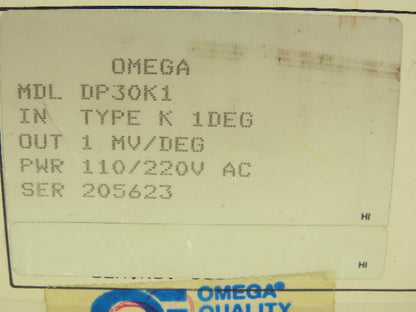 OMEGA
MDL DP30K1
IN TYPE K 1DEG
OUT 1 MV/DEG
PWR 110/220V AC
SER 205623
HI
HI
OMEGA®
QUALITY